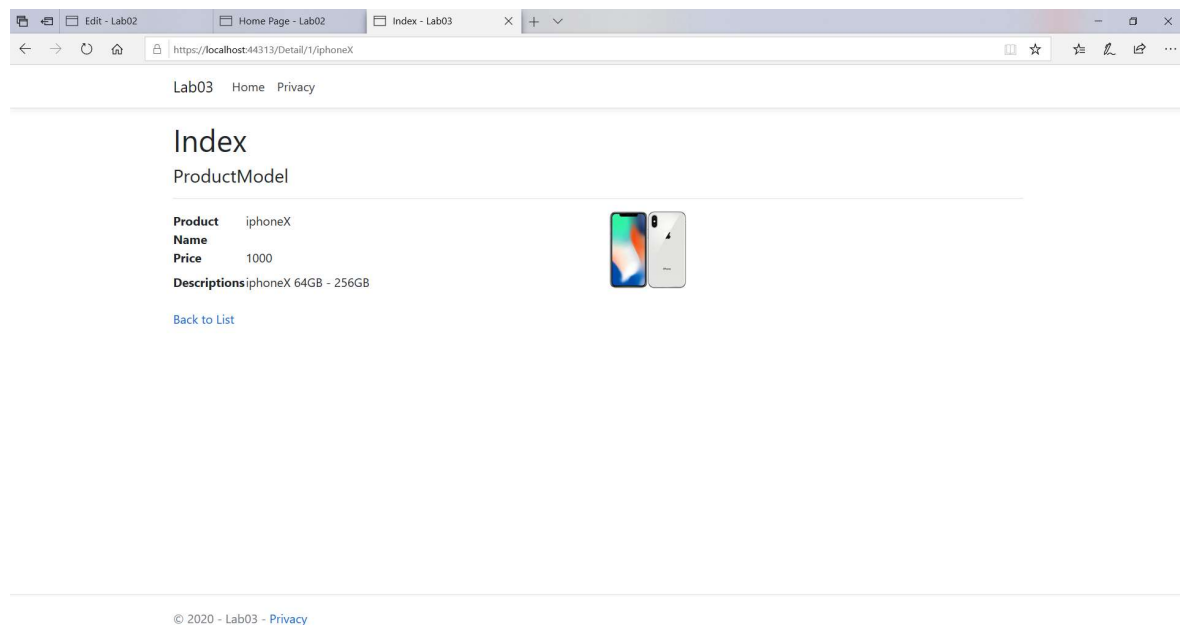 Edit - Lab02
Home Page - Lab02
Index - Lab03
https://localhost:44313/Detail/1/iphoneX
Lab03 Home Privacy
Index
ProductModel
Product Name iphoneX
Price 1000
Descriptions iphoneX 64GB - 256GB
Back to List
© 2020 - Lab03 - Privacy